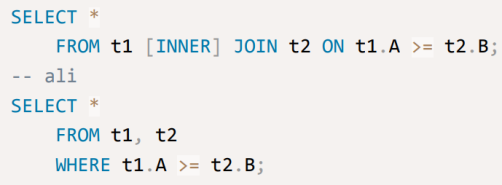 SELECT *
    FROM t1 [INNER] JOIN t2 ON t1.A >= t2.B;
-- ali
SELECT *
    FROM t1, t2
    WHERE t1.A >= t2.B;